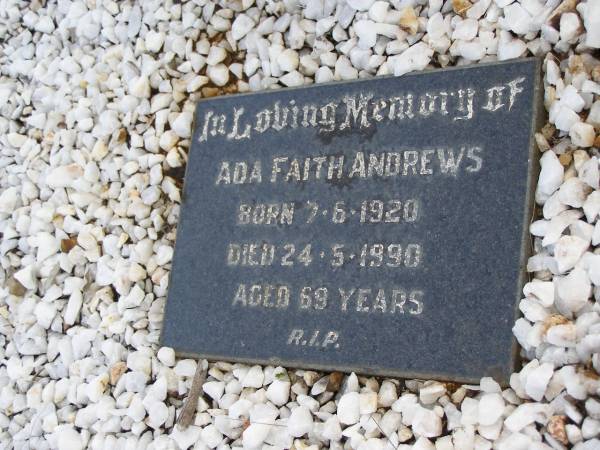 In Loving Memory of
ADA FAITH ANDREWS
BORN 7·6·1920
DIED 24·5·1990
AGED 69 YEARS
R.I.P.